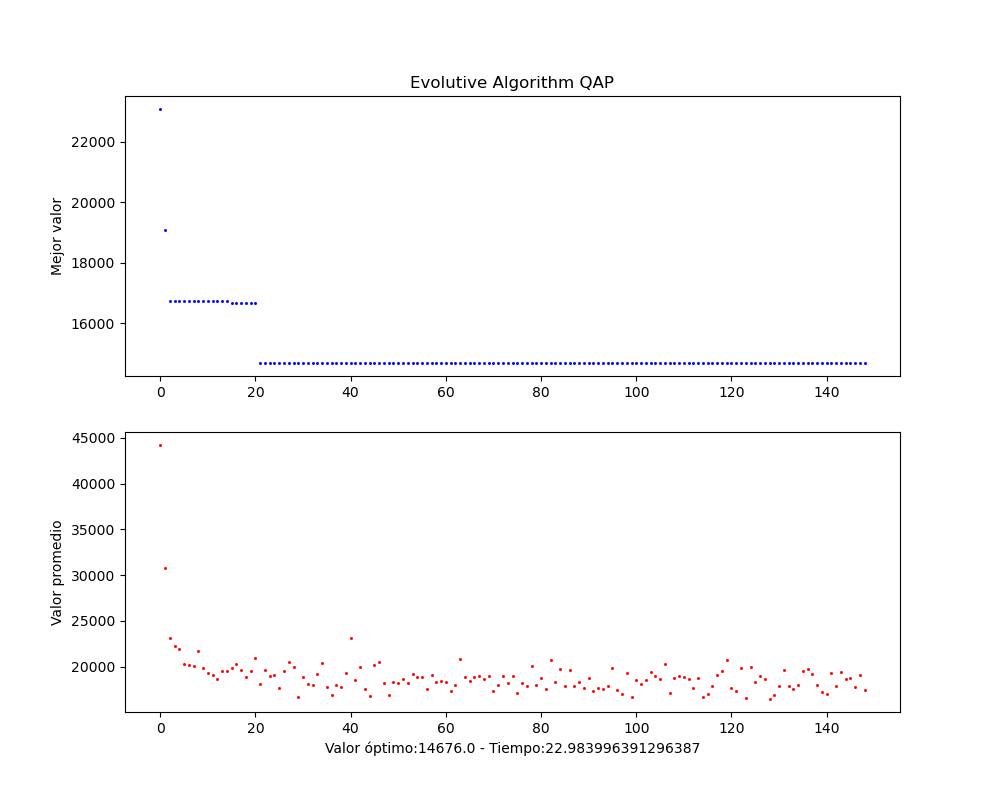 Evolutive Algorithm QAP
Mejor valor
22000
20000
18000
16000
0 20 40 60 80 100 120 140
Valor promedio
45000
40000
35000
30000
25000
20000
0 20 40 60 80 100 120 140
Valor óptimo:14676.0 - Tiempo:22.983996391296387